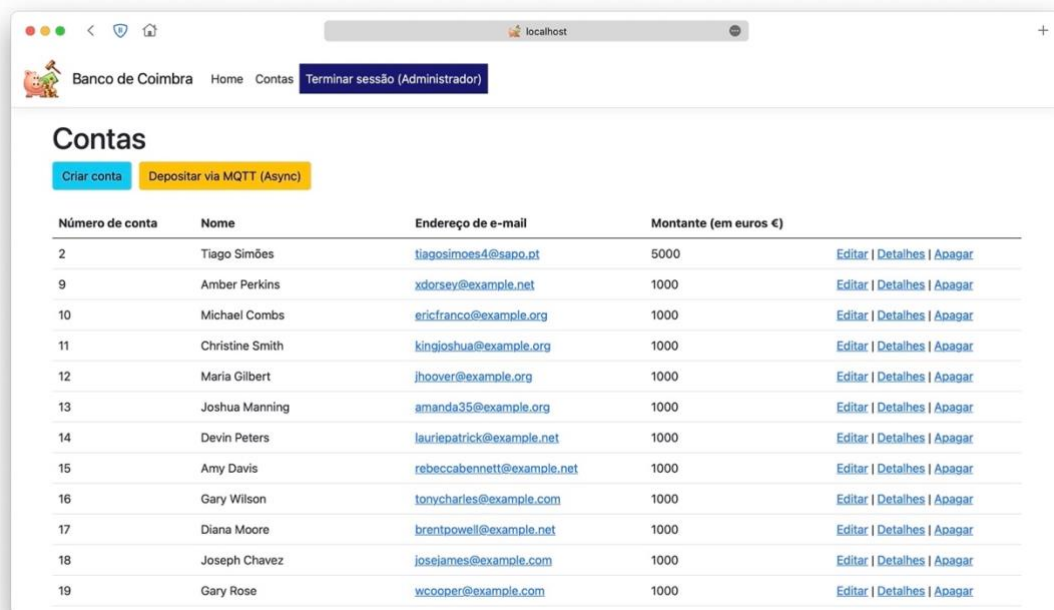 localhost
Banco de Coimbra Home Contas Terminar sessão (Administrador)
Contas
Criar conta Depositar via MQTT (Async)
Número de conta Nome Endereço de e-mail Montante (em euros €)
2 Tiago Simões tiagosimoes4@sapo.pt 5000 Editar | Detalhes | Apagar
9 Amber Perkins xdorsey@example.net 1000 Editar | Detalhes | Apagar
10 Michael Combs ericfranco@example.org 1000 Editar | Detalhes | Apagar
11 Christine Smith kingjoshua@example.org 1000 Editar | Detalhes | Apagar
12 Maria Gilbert jhoover@example.org 1000 Editar | Detalhes | Apagar
13 Joshua Manning amanda35@example.org 1000 Editar | Detalhes | Apagar
14 Devin Peters lauriepatrick@example.net 1000 Editar | Detalhes | Apagar
15 Amy Davis rebeccabennett@example.net 1000 Editar | Detalhes | Apagar
16 Gary Wilson tonycharles@example.com 1000 Editar | Detalhes | Apagar
17 Diana Moore brentpowell@example.net 1000 Editar | Detalhes | Apagar
18 Joseph Chavez josejames@example.com 1000 Editar | Detalhes | Apagar
19 Gary Rose wcooper@example.com 1000 Editar | Detalhes | Apagar